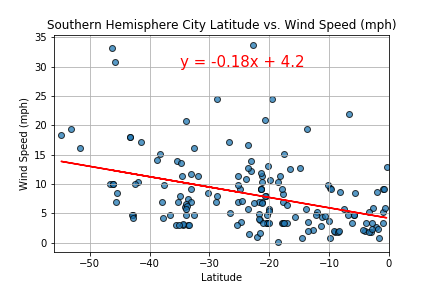 Southern Hemisphere City Latitude vs. Wind Speed (mph)
35
30
25
20
15
10
5
0
Wind Speed (mph)
y = -0.18x + 4.2
−50 −40 −30 −20 −10 0
Latitude